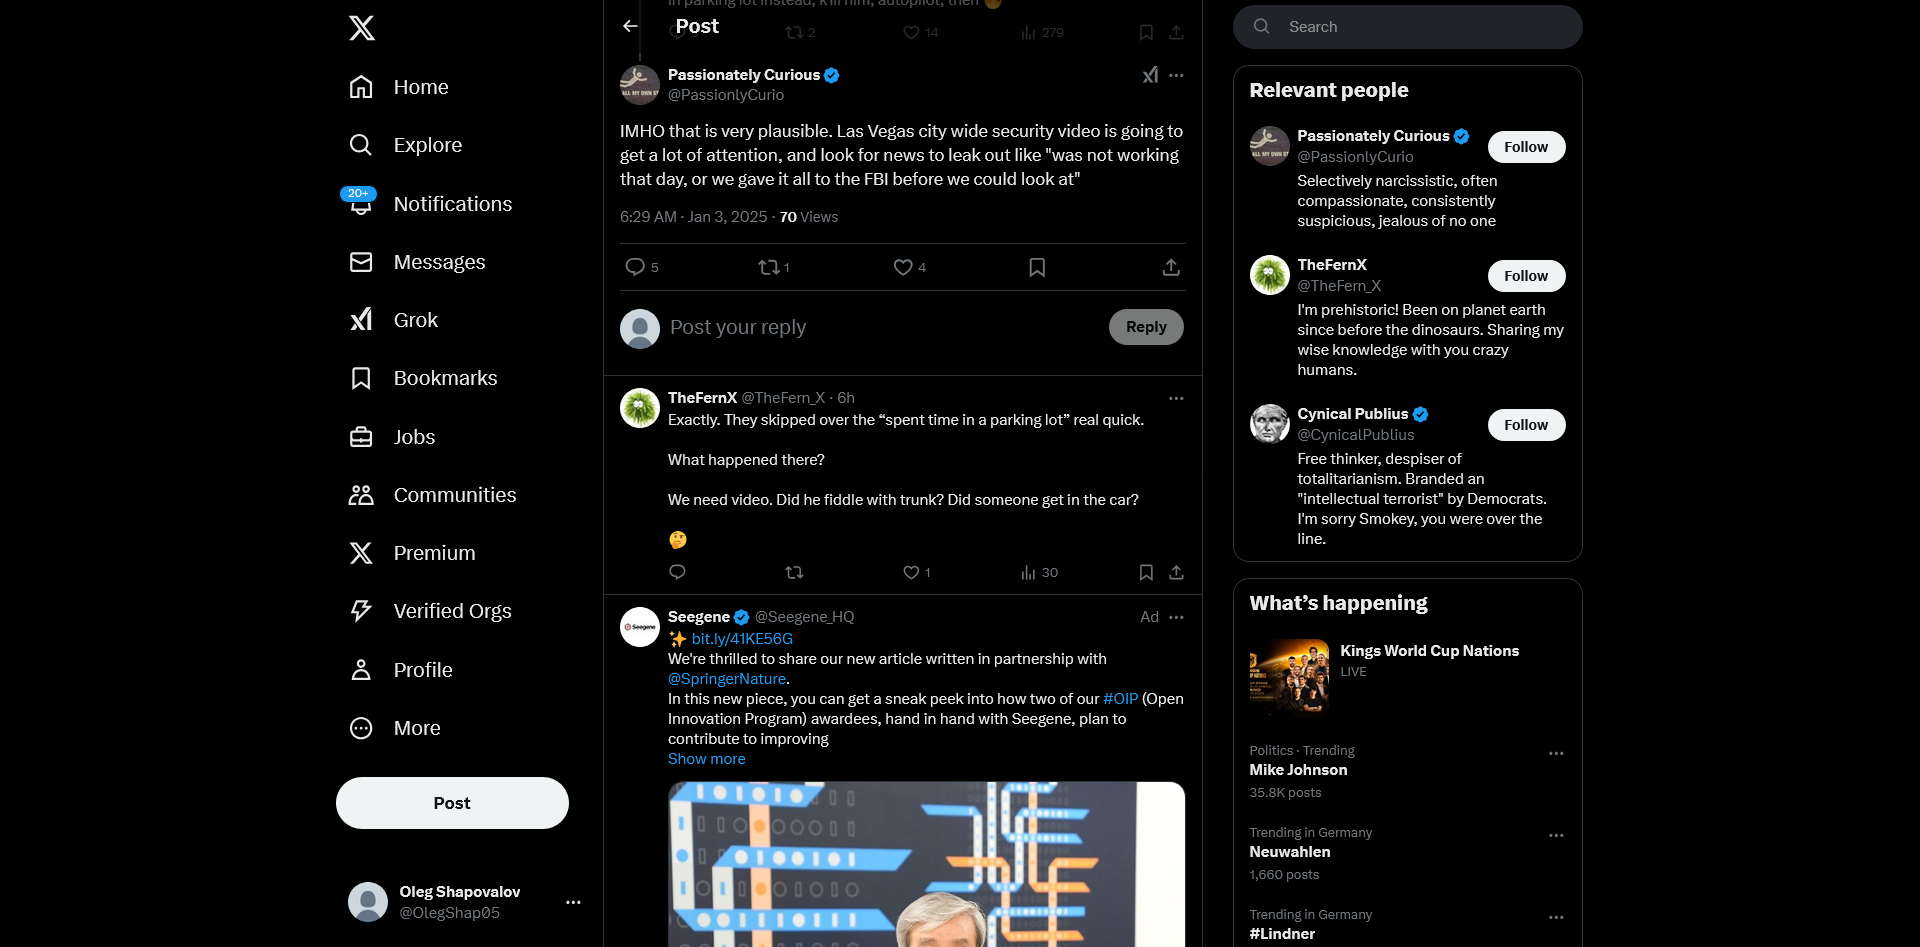 Home
Explore
20+
Notifications
Messages
Grok
Bookmarks
Jobs
Communities
Premium
Verified Orgs
Profile
More
Post
Oleg Shapovalov
@OlegShap05
Post
2
14
279
Passionately Curious
@PassionlyCurio
IMHO that is very plausible. Las Vegas city wide security video is going to
get a lot of attention, and look for news to leak out like "was not working
that day, or we gave it all to the FBI before we could look at"
6:29 AM · Jan 3, 2025 · 70 Views
5
1
4
Post your reply
Reply
TheFernX @TheFern_X · 6h
Exactly. They skipped over the “spent time in a parking lot” real quick.
What happened there?
We need video. Did he fiddle with trunk? Did someone get in the car?
1
30
Seegene @Seegene_HQ
Ad
bit.ly/41KE56G
We're thrilled to share our new article written in partnership with
@SpringerNature.
In this new piece, you can get a sneak peek into how two of our #OIP (Open
Innovation Program) awardees, hand in hand with Seegene, plan to
contribute to improving
Show more
Search
Relevant people
Passionately Curious
@PassionlyCurio
Follow
Selectively narcissistic, often
compassionate, consistently
suspicious, jealous of no one
TheFernX
@TheFern_X
Follow
I'm prehistoric! Been on planet earth
since before the dinosaurs. Sharing my
wise knowledge with you crazy
humans.
Cynical Publius
@CynicalPublius
Follow
Free thinker, despiser of
totalitarianism. Branded an
"intellectual terrorist" by Democrats.
I'm sorry Smokey, you were over the
line.
What’s happening
Kings World Cup Nations
LIVE
Politics · Trending
Mike Johnson
35.8K posts
Trending in Germany
Neuwahlen
1,660 posts
Trending in Germany
#Lindner